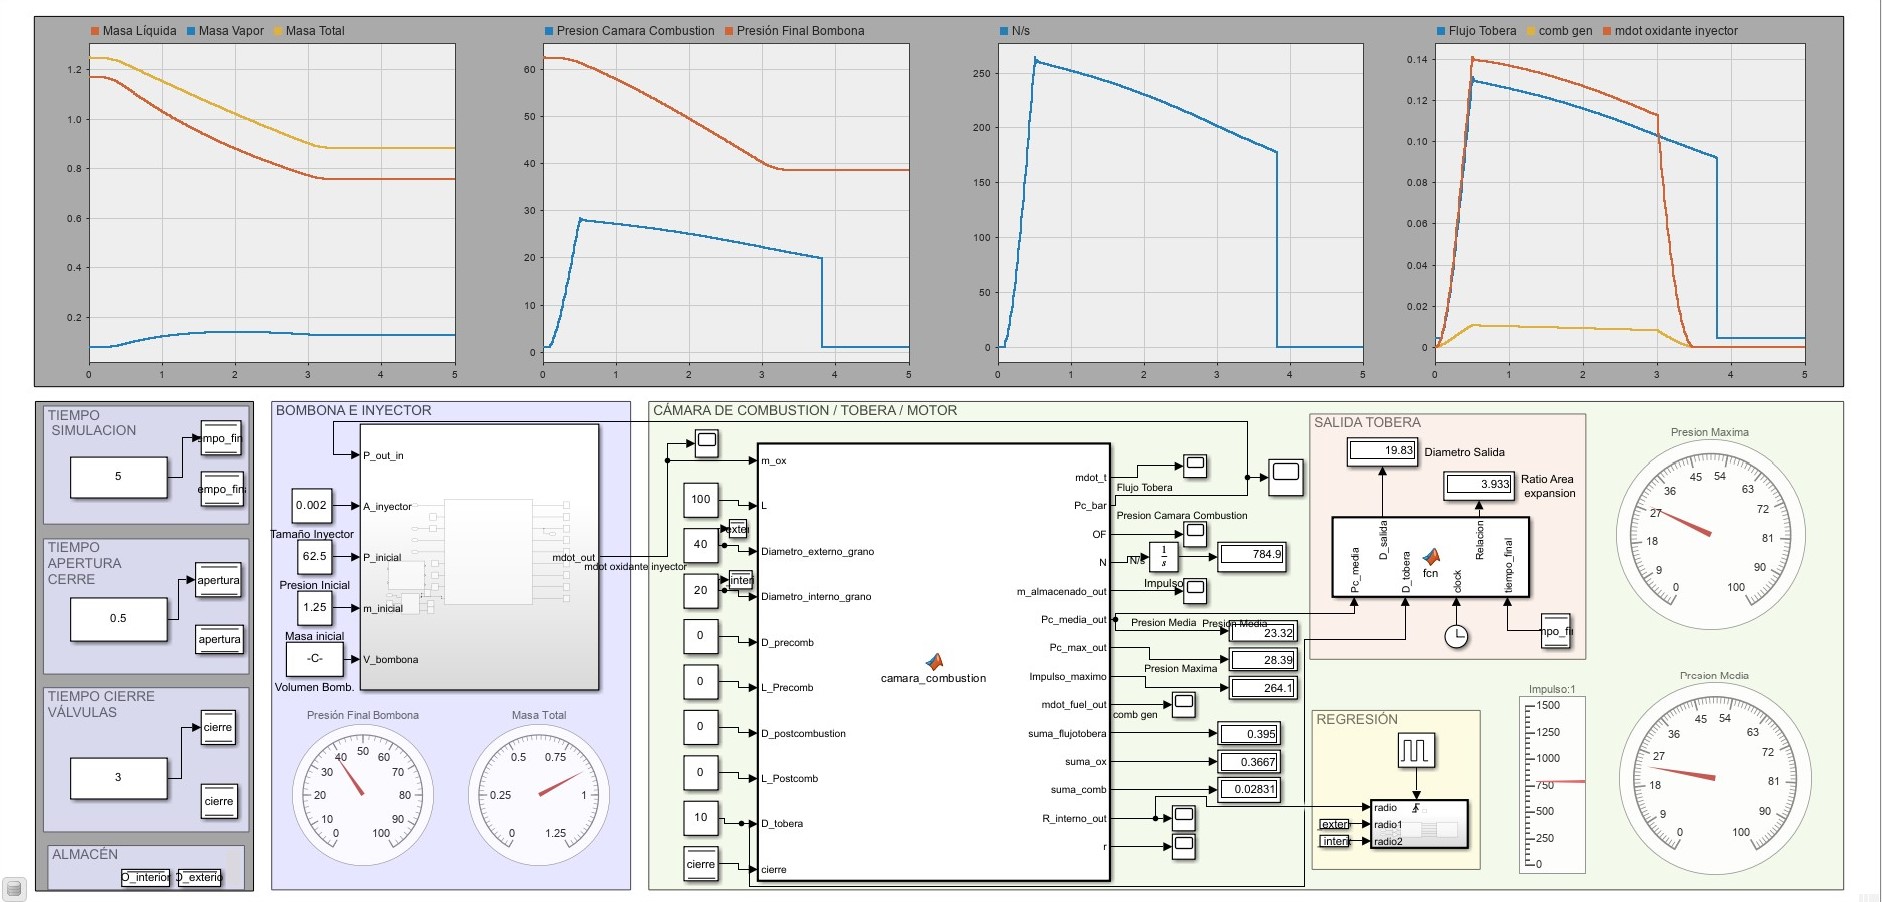 Masa Líquida Masa Vapor Masa Total
1.2
1.0
0.8
0.6
0.4
0.2
0 1 2 3 4 5
Presion Camara Combustion Presión Final Bombona
60
50
40
30
20
10
0
0 1 2 3 4 5
N/s
250
200
150
100
50
0
0 1 2 3 4 5
Flujo Tobera comb gen mdot oxidante inyector
0.14
0.12
0.10
0.08
0.06
0.04
0.02
0
0 1 2 3 4 5
TIEMPO
SIMULACION
5
empo_fin
TIEMPO
APERTURA
CERRE
0.5
apertura
apertura
TIEMPO CIERRE
VÁLVULAS
3
cierre
cierre
ALMACÉN
O_interior
O_exterio
BOMBONA E INYECTOR
P_out_in
0.002
A_inyector
Tamaño Inyector
62.5
P_inicial
Presion Inicial
1.25
m_inicial
Masa inicial
-C-
V_bombona
Volumen Bomb.
mdot_out
mdot oxidante inyector
Presión Final Bombona
0 10 20 30 40 50 60 70 80 90 100
Masa Total
0 0.25 0.5 0.75 1 1.25
CÁMARA DE COMBUSTION / TOBERA / MOTOR
m_ox
100
L
exter
40
Diametro_externo_grano
interi
20
Diametro_interno_grano
0
D_precomb
0
L_Precomb
0
D_postcombustion
0
L_Postcomb
10
D_tobera
cierre
cierre
camara_combustion
mdot_t
Flujo Tobera
Pc_bar
Presion Camara Combustion
OF
N
N/s
1
s
784.9
Impulso
m_almacenado_out
Pc_media_out
Presion Media
Presion Media
23.32
Pc_max_out
28.39
Presion Maxima
Impulso_maximo
264.1
mdot_fuel_out
comb gen
suma_flujotobera
0.395
suma_ox
0.3667
suma_comb
0.02831
R_interno_out
r
SALIDA TOBERA
19.83
Diametro Salida
3.933
Ratio Area
expansion
Pc_media
D_salida
D_tobera
fcn
clock
Relacion
tiempo_final
REGRESIÓN
radio
exter
radio1
interi
radio2
Presion Maxima
0 9 18 27 36 45 54 63 72 81 90 100
Impulso:1
1500
1250
1000
750
500
250
0
Presion Media
0 9 18 27 36 45 54 63 72 81 90 100